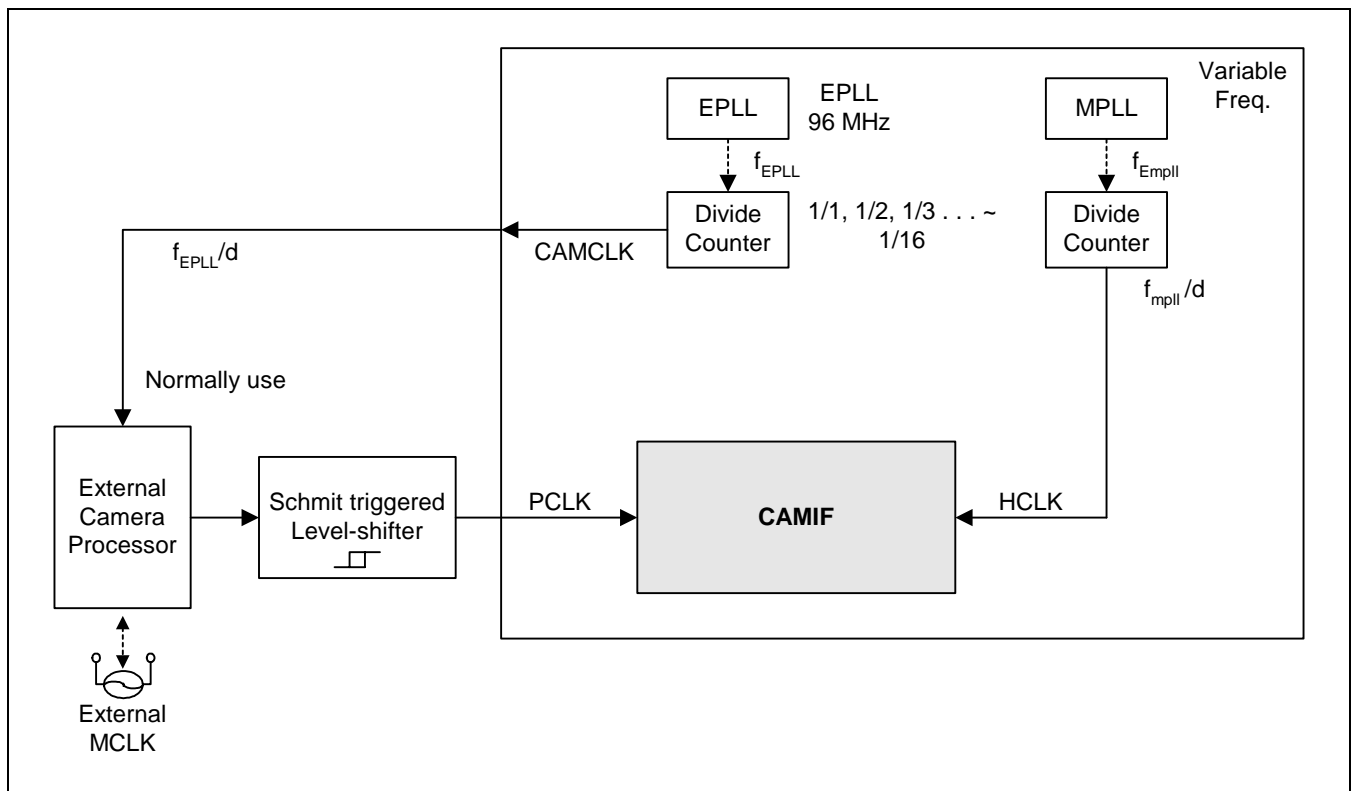 Variable
Freq.
EPLL
EPLL
96 MHz
MPLL
fEPLL
fEmpll
Divide
Counter
1/1, 1/2, 1/3 . . . ~
1/16
Divide
Counter
CAMCLK
fEPLL/d
fmpll /d
Normally use
External
Camera
Processor
Schmit triggered
Level-shifter
PCLK
CAMIF
HCLK
External
MCLK